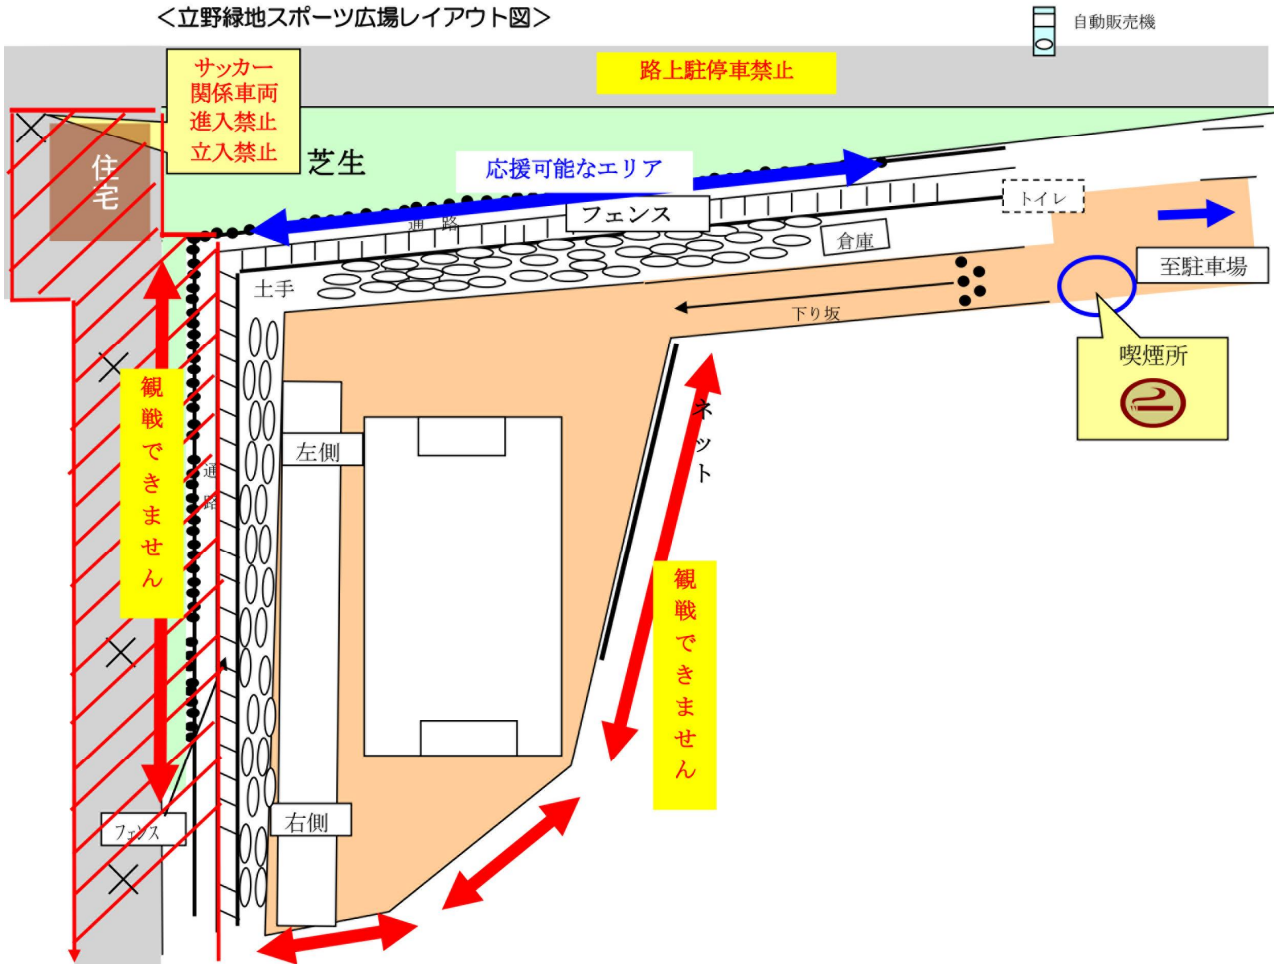 ＜立野緑地スポーツ広場レイアウト図＞
自動販売機
サッカー
関係車両
進入禁止
立入禁止
路上駐停車禁止
住宅
芝生
応援可能なエリア
通路
フェンス
トイレ
倉庫
至駐車場
土手
下り坂
喫煙所
観戦できません
左側
ネット
通路
観戦できません
右側
フェンス